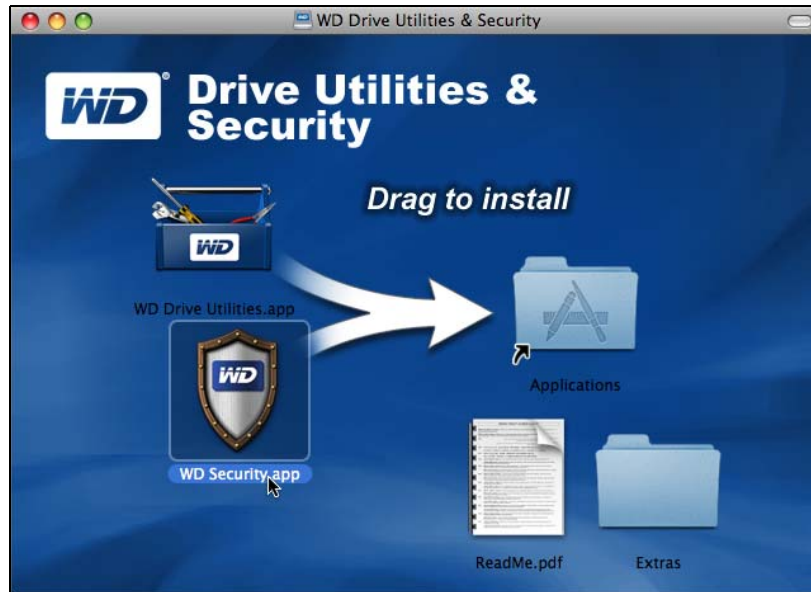 WD Drive Utilities & Security
WD
Drive Utilities &
Security
Drag to install
WD
WD Drive Utilities.app
WD
WD Security.app
Applications
ReadMe.pdf
Extras